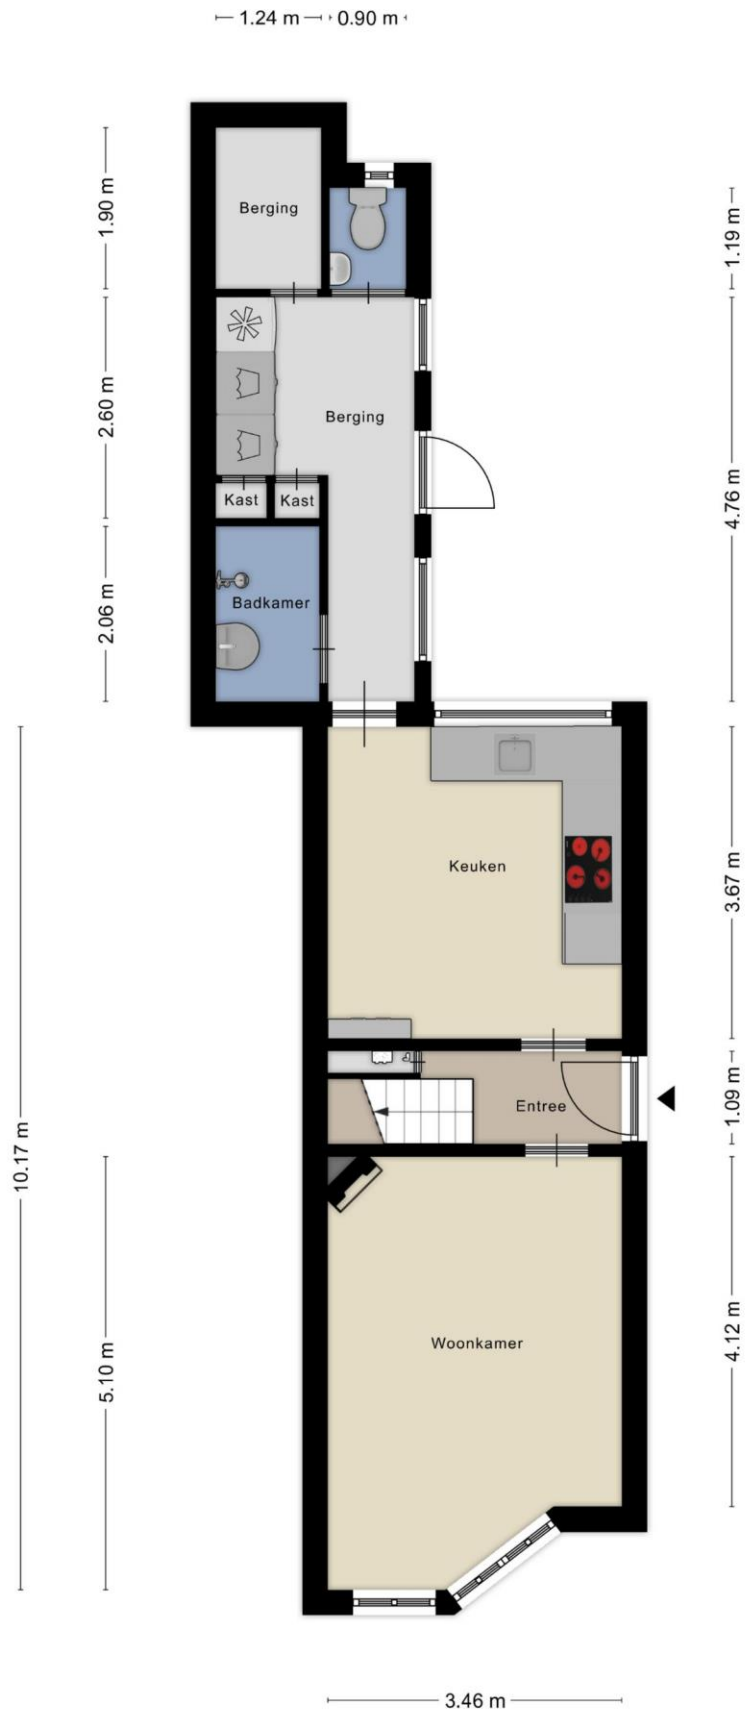 1.24 m
0.90 m
1.90 m
Berging
1.19 m
2.60 m
Berging
Kast
Kast
4.76 m
2.06 m
Badkamer
Keuken
3.67 m
10.17 m
Entree
1.09 m
5.10 m
Woonkamer
4.12 m
3.46 m